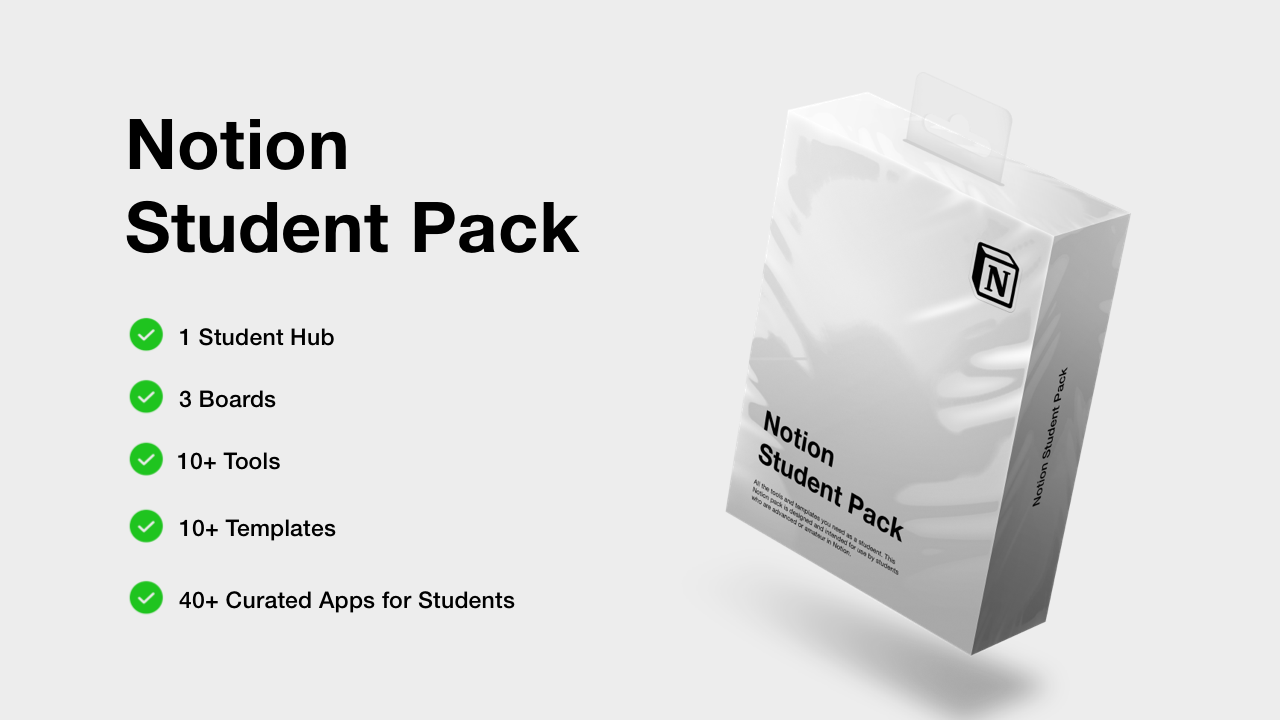 Notion
Student Pack
1 Student Hub
3 Boards
10+ Tools
10+ Templates
40+ Curated Apps for Students
N
Notion
Student Pack
All the tools and templates you need as a studeent. This
Notion pack is designed and intended for use by students
who are advanced or amateur in Notion.
Notion Student Pack